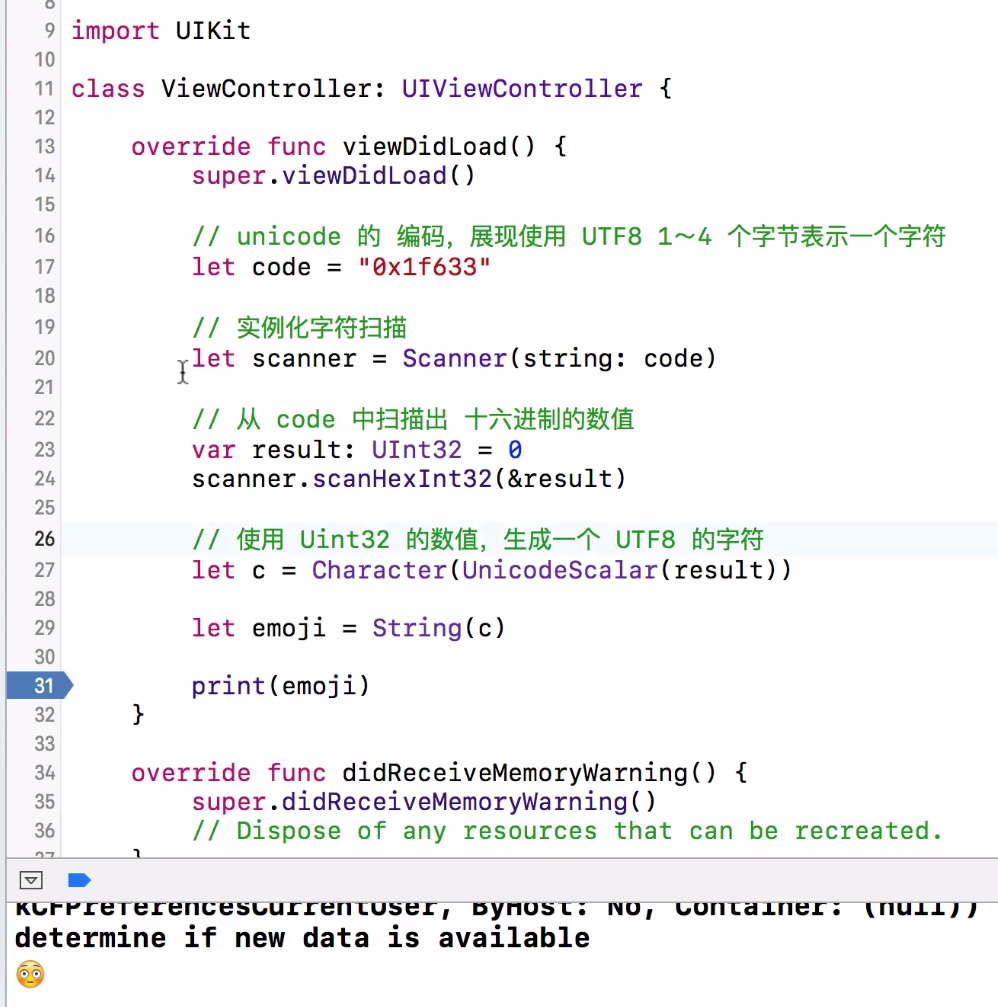 8
9 import UIKit
10
11 class ViewController: UIViewController {
12
13 override func viewDidLoad() {
14 super.viewDidLoad()
15
16 // unicode 的 编码，展现使用 UTF8 1～4 个字节表示一个字符
17 let code = "0x1f633"
18
19 // 实例化字符扫描
20 let scanner = Scanner(string: code)
21
22 // 从 code 中扫描出 十六进制的数值
23 var result: UInt32 = 0
24 scanner.scanHexInt32(&result)
25
26 // 使用 Uint32 的数值，生成一个 UTF8 的字符
27 let c = Character(UnicodeScalar(result))
28
29 let emoji = String(c)
30
31 print(emoji)
32 }
33
34 override func didReceiveMemoryWarning() {
35 super.didReceiveMemoryWarning()
36 // Dispose of any resources that can be recreated.
37 }
kCFPreferencesCurrentUser, ByHost: No, Container: (null))
determine if new data is available
😳